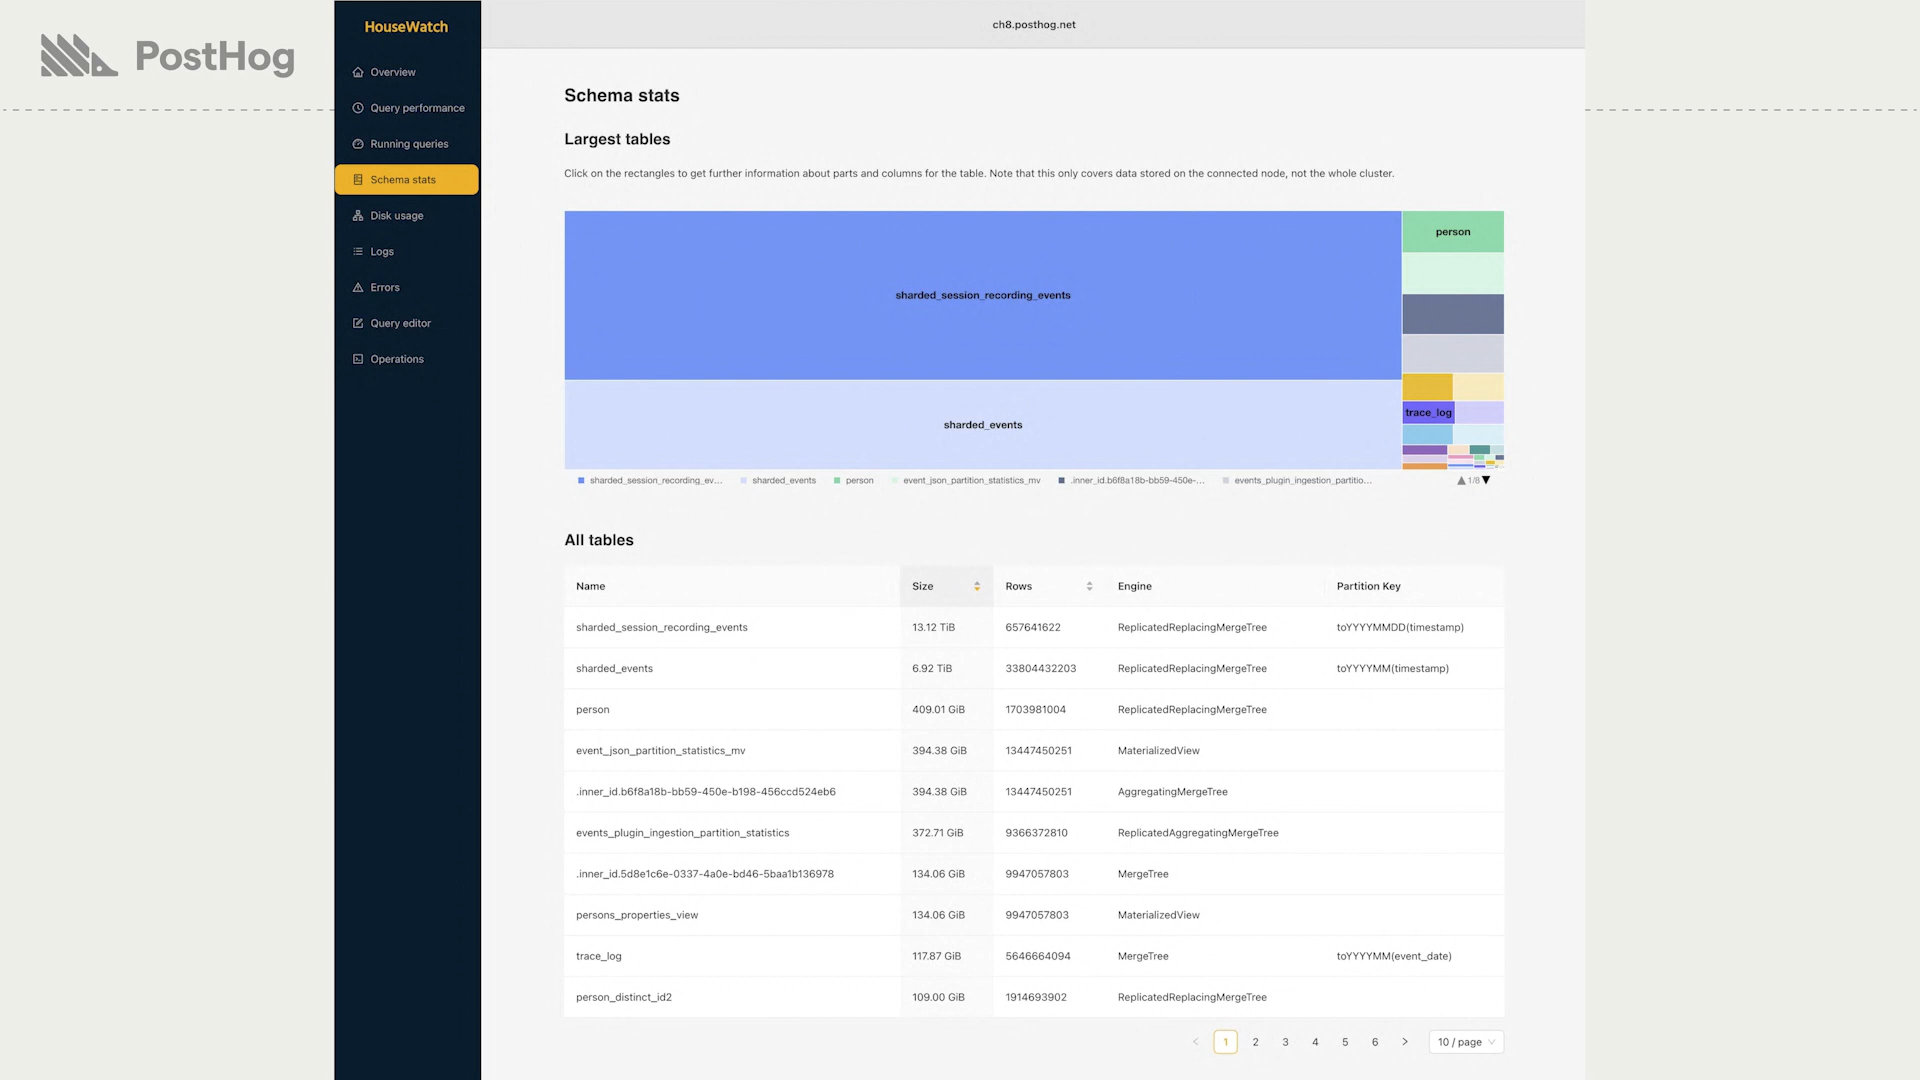 PostHog
HouseWatch
Overview
Query performance
Running queries
Schema stats
Disk usage
Logs
Errors
Query editor
Operations
ch8.posthog.net
Schema stats
Largest tables
Click on the rectangles to get further information about parts and columns for the table. Note that this only covers data stored on the connected node, not the whole cluster.
sharded_session_recording_events
person
sharded_events
trace_log
sharded_session_recording_ev... sharded_events person event_json_partition_statistics_mv .inner_id.b6f8a18b-bb59-450e-... events_plugin_ingestion_partitio... 1/8
All tables
Name Size Rows Engine Partition Key
sharded_session_recording_events 13.12 TiB 657641622 ReplicatedReplacingMergeTree toYYYYMMDD(timestamp)
sharded_events 6.92 TiB 33804432203 ReplicatedReplacingMergeTree toYYYYMM(timestamp)
person 409.01 GiB 1703981004 ReplicatedReplacingMergeTree
event_json_partition_statistics_mv 394.38 GiB 13447450251 MaterializedView
.inner_id.b6f8a18b-bb59-450e-b198-456ccd524eb6 394.38 GiB 13447450251 AggregatingMergeTree
events_plugin_ingestion_partition_statistics 372.71 GiB 9366372810 ReplicatedAggregatingMergeTree
.inner_id.5d8e1c6e-0337-4a0e-bd46-5baa1b136978 134.06 GiB 9947057803 MergeTree
persons_properties_view 134.06 GiB 9947057803 MaterializedView
trace_log 117.87 GiB 5646664094 MergeTree toYYYYMM(event_date)
person_distinct_id2 109.00 GiB 1914693902 ReplicatedReplacingMergeTree
< 1 2 3 4 5 6 > 10 / page